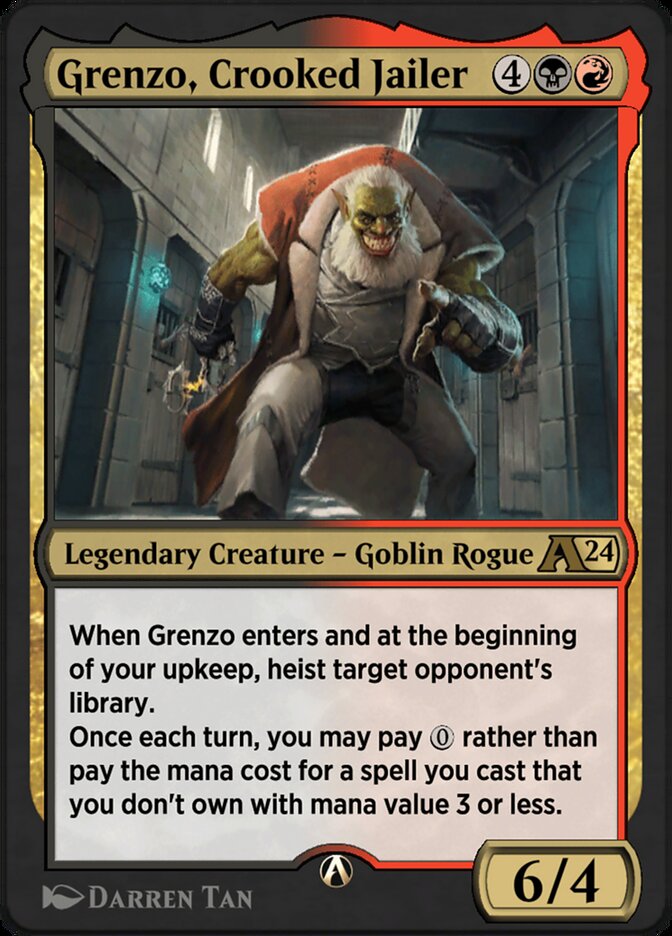 Grenzo, Crooked Jailer 4
Legendary Creature – Goblin Rogue A24
When Grenzo enters and at the beginning
of your upkeep, heist target opponent's
library.
Once each turn, you may pay 0 rather than
pay the mana cost for a spell you cast that
you don't own with mana value 3 or less.
6/4
Darren Tan